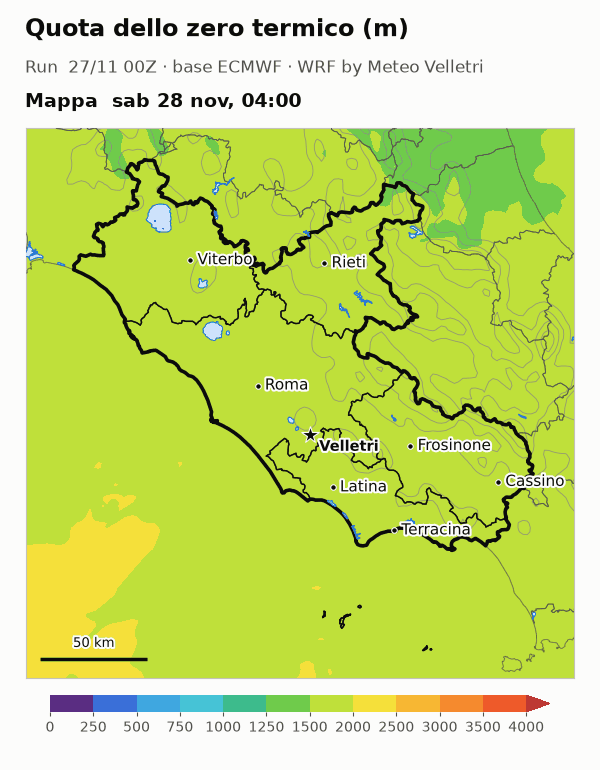 Quota dello zero termico (m)
Run 27/11 00Z · base ECMWF · WRF by Meteo Velletri
Mappa sab 28 nov, 04:00
Viterbo
Rieti
Roma
Velletri
Frosinone
Latina
Cassino
Terracina
50 km
0 250 500 750 1000 1250 1500 2000 2500 3000 3500 4000